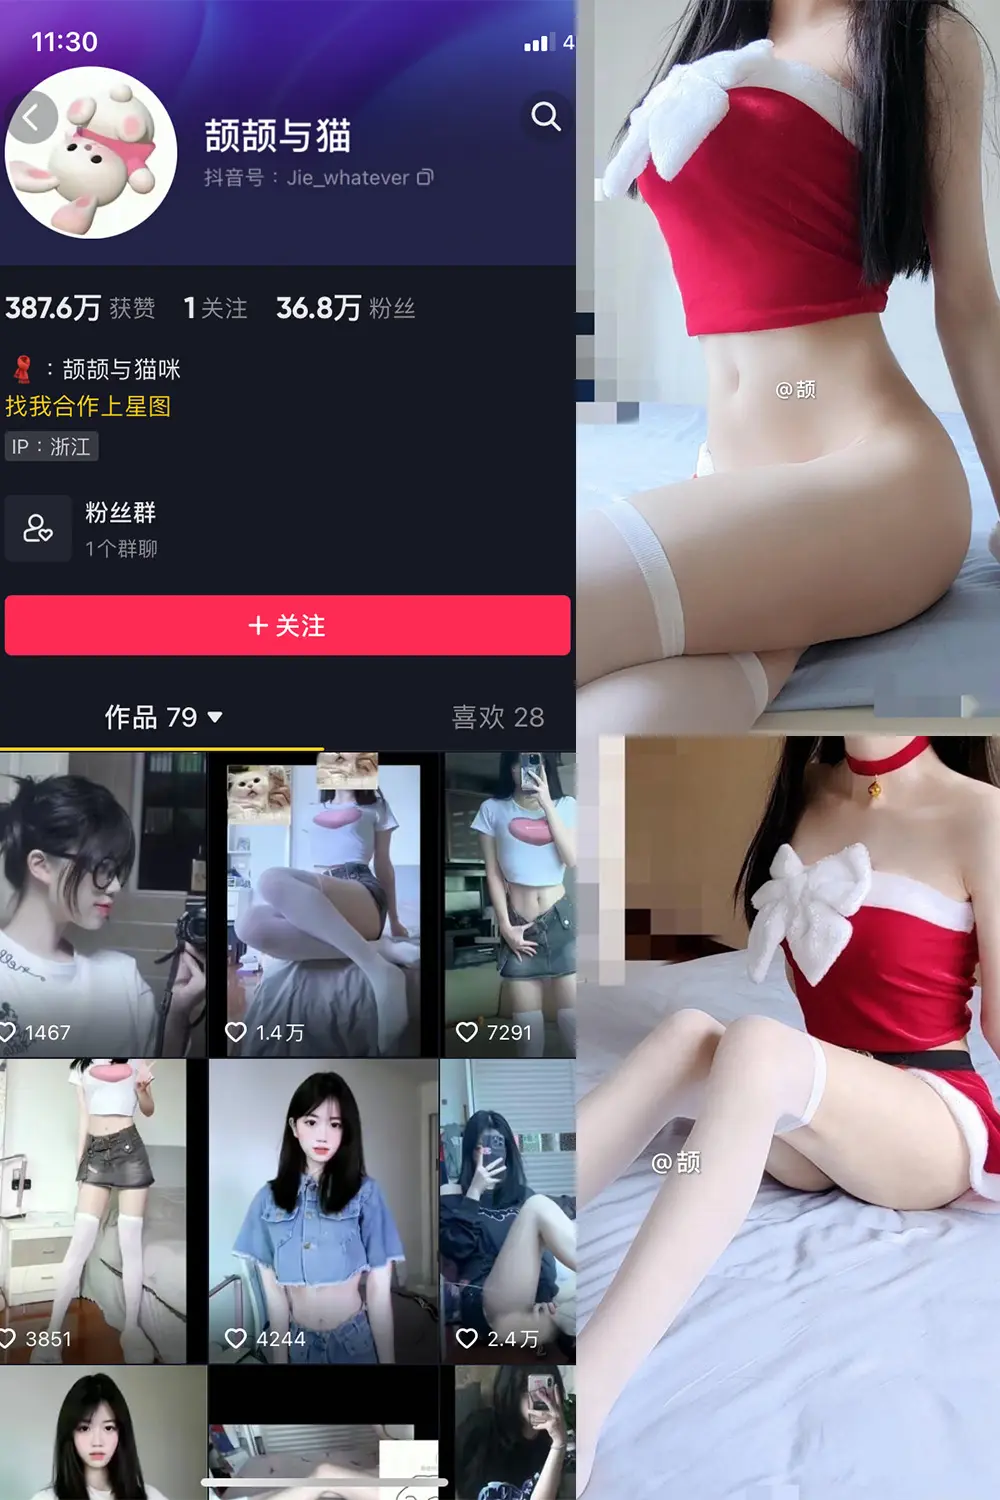 11:30
4
颉颉与猫
抖音号：Jie_whatever
387.6万 获赞 1 关注 36.8万 粉丝
：颉颉与猫咪
找我合作上星图
IP：浙江
粉丝群
1个群聊
+ 关注
作品 79
喜欢 28
1467
1.4万
7291
3851
4244
2.4万
@颉
@颉